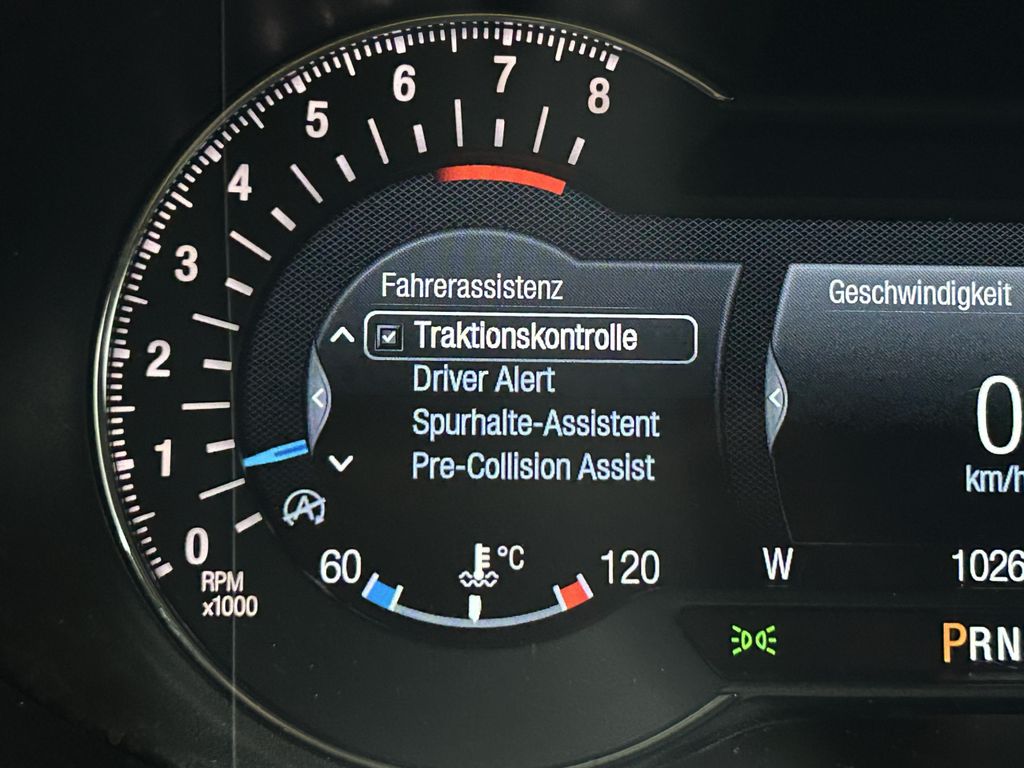 8
7
6
5
4
3
2
1
0
RPM
x1000
Fahrerassistenz
Traktionskontrolle
Driver Alert
Spurhalte-Assistent
Pre-Collision Assist
A
60 °C 120
Geschwindigkeit
0
km/h
W 1026
PRN